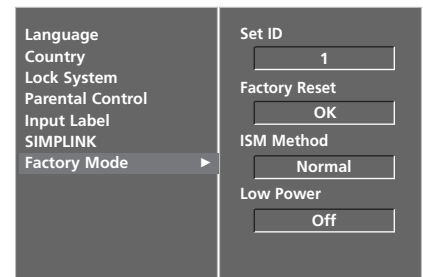 Language
Country
Lock System
Parental Control
Input Label
SIMPLINK
Factory Mode ►
Set ID
1
Factory Reset
OK
ISM Method
Normal
Low Power
Off